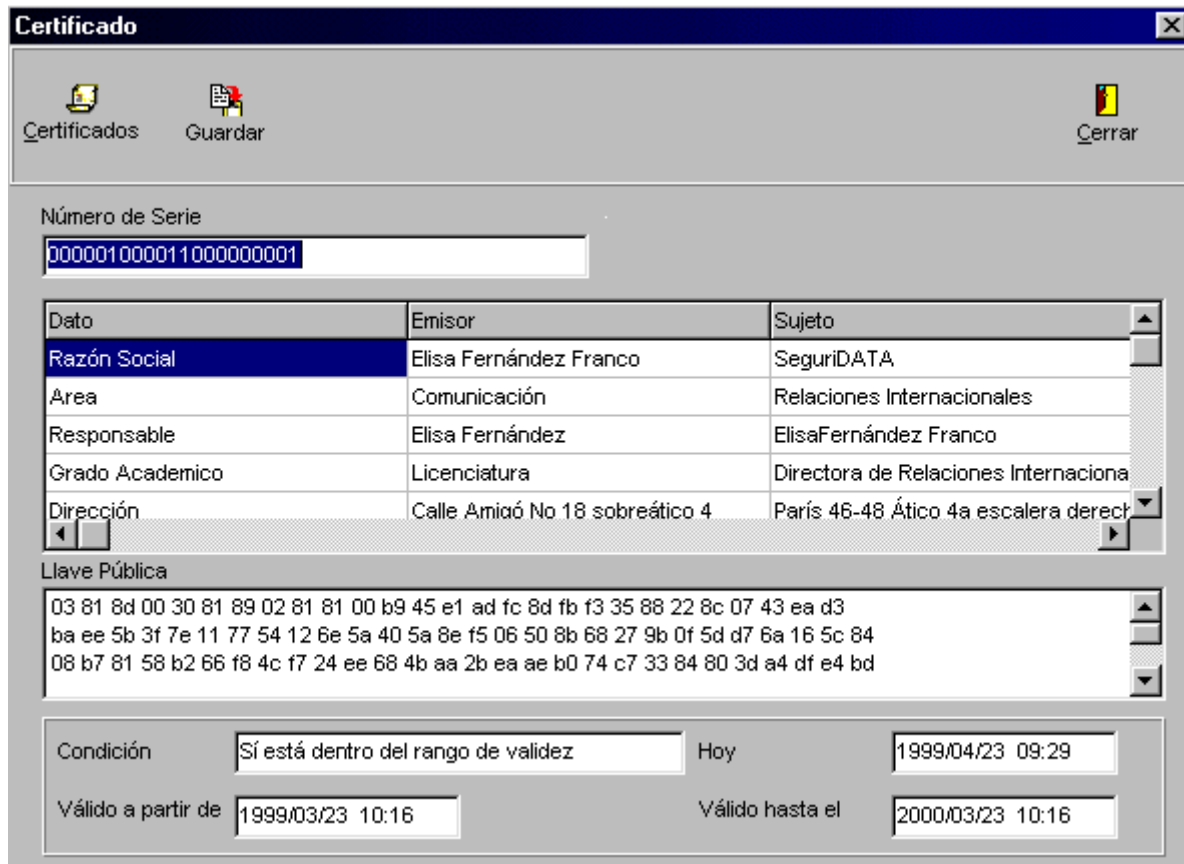 Certificado
Certificados Guardar Cerrar
Número de Serie
00000100001100000001
Dato Emisor Sujeto
Razón Social Elisa Fernández Franco SeguriDATA
Area Comunicación Relaciones Internacionales
Responsable Elisa Fernández ElisaFernández Franco
Grado Academico Licenciatura Directora de Relaciones Internaciona
Dirección Calle Amigó No 18 sobreático 4 París 46-48 Ático 4a escalera derech
Llave Pública
03 81 8d 00 30 81 89 02 81 81 00 b9 45 e1 ad fc 8d fb f3 35 88 22 8c 07 43 ea d3
ba ee 5b 3f 7e 11 77 54 12 6e 5a 40 5a 8e f5 06 50 8b 68 27 9b 0f 5d d7 6a 16 5c 84
08 b7 81 58 b2 66 f8 4c f7 24 ee 68 4b aa 2b ea ae b0 74 c7 33 84 80 3d a4 df e4 bd
Condición Sí está dentro del rango de validez Hoy 1999/04/23 09:29
Válido a partir de 1999/03/23 10:16 Válido hasta el 2000/03/23 10:16